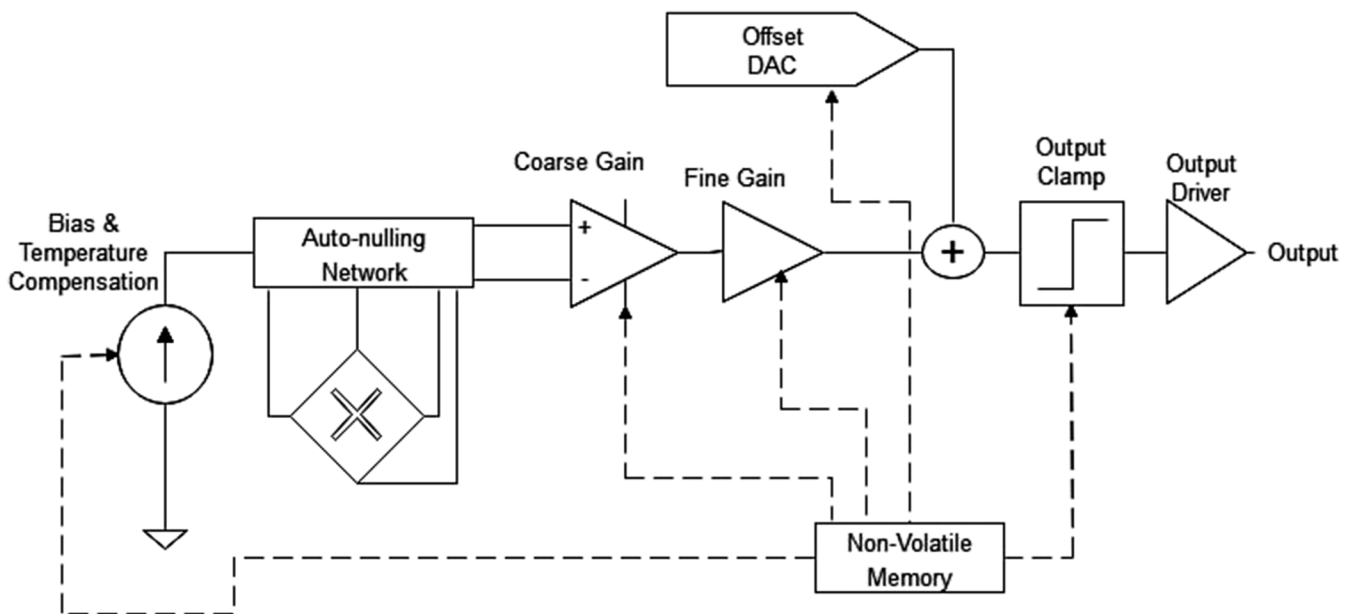 Offset
DAC
Coarse Gain
Fine Gain
Output
Clamp
Output
Driver
Bias &
Temperature
Compensation
Auto-nulling
Network
+
-
+
Output
Non-Volatile
Memory